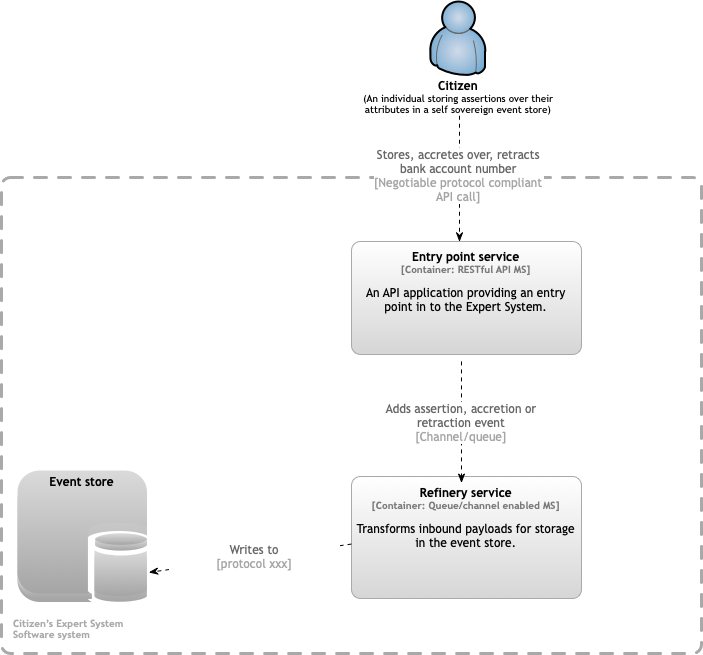 Citizen
(An individual storing assertions over their
attributes in a self sovereign event store)
Stores, accretes over, retracts
bank account number
[Negotiable protocol compliant
API call]
Entry point service
[Container: RESTful API MS]
An API application providing an entry
point in to the Expert System.
Adds assertion, accretion or
retraction event
[Channel/queue]
Refinery service
[Container: Queue/channel enabled MS]
Transforms inbound payloads for storage
in the event store.
Event store
Writes to
[protocol xxx]
Citizen's Expert System
Software system